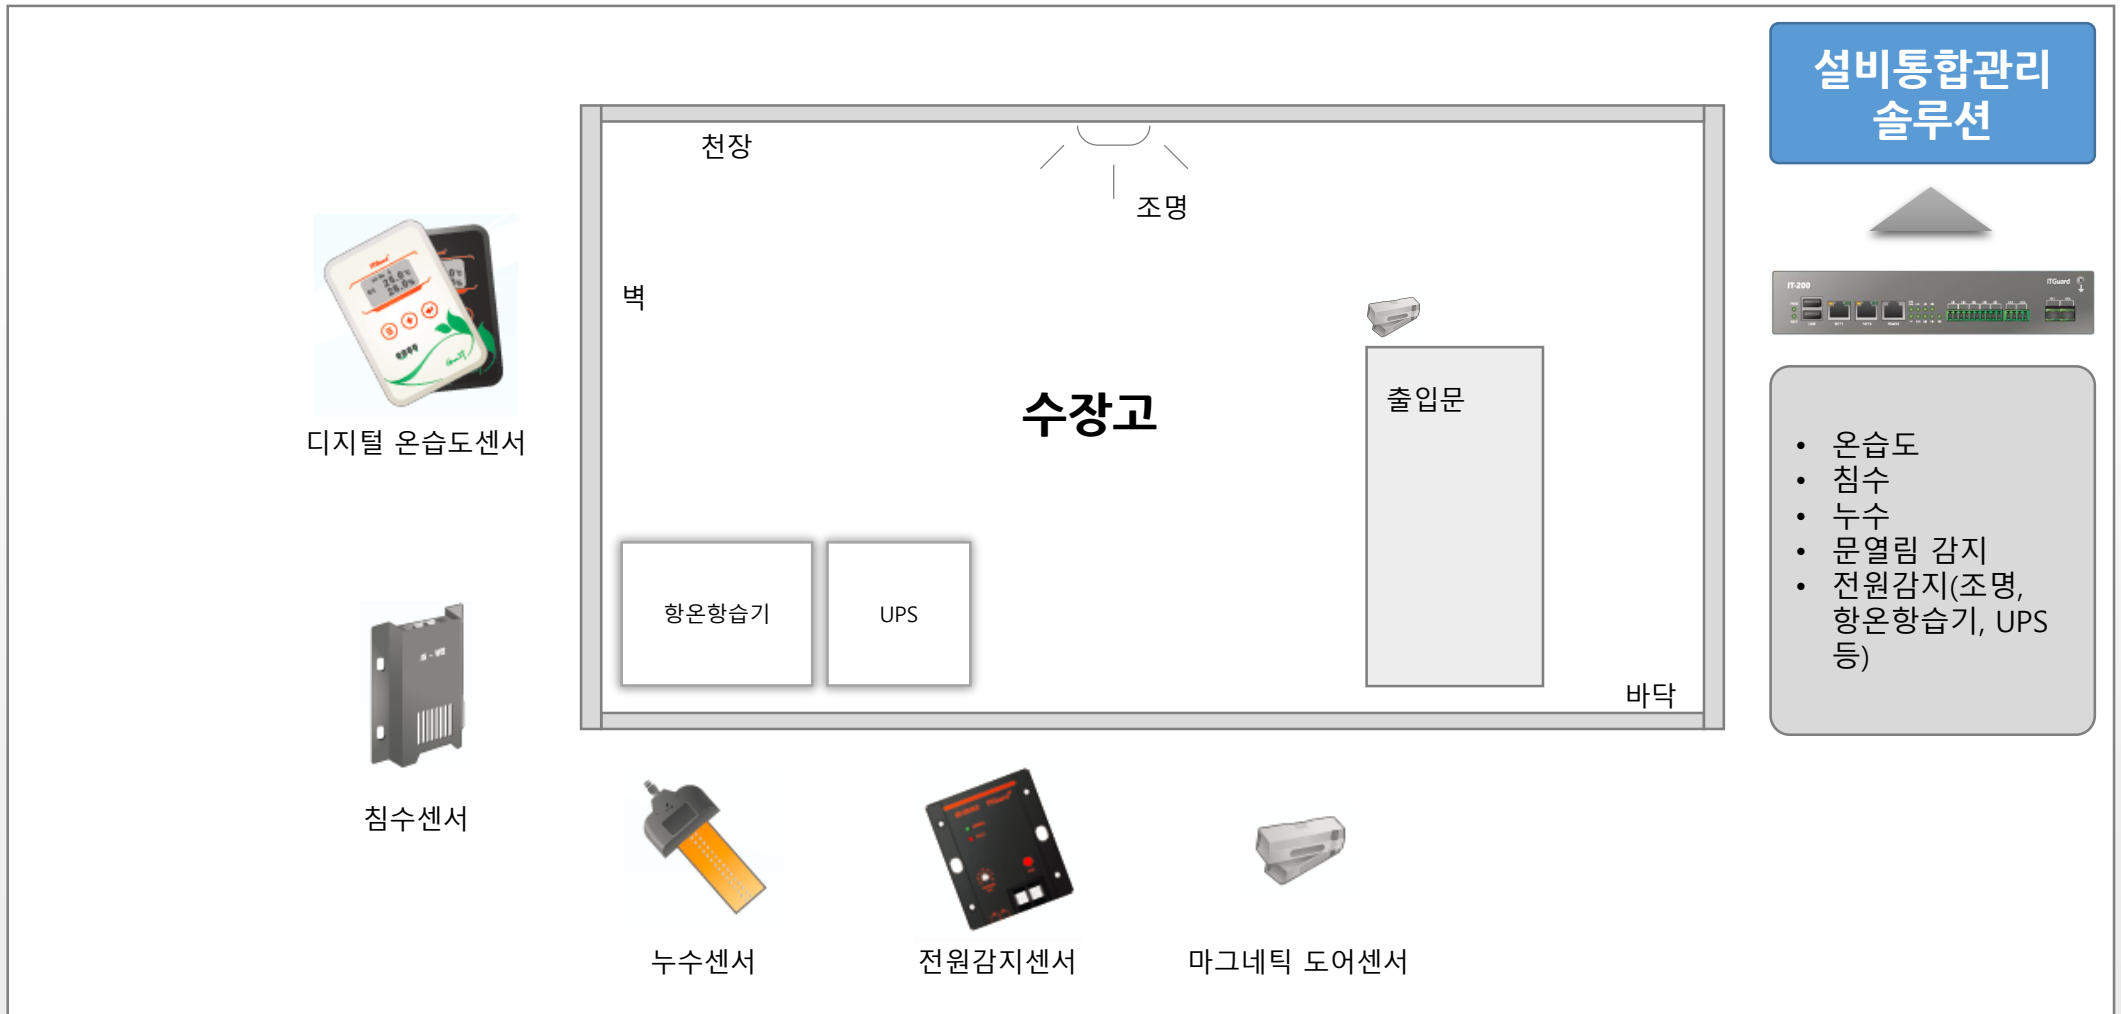 설비통합관리
솔루션
천장
조명
벽
IT-200
ITGuard
수장고
출입문
디지털 온습도센서
• 온습도
• 침수
• 누수
• 문열림 감지
• 전원감지(조명,
항온항습기, UPS
등)
항온항습기
UPS
바닥
침수센서
누수센서
전원감지센서
마그네틱 도어센서